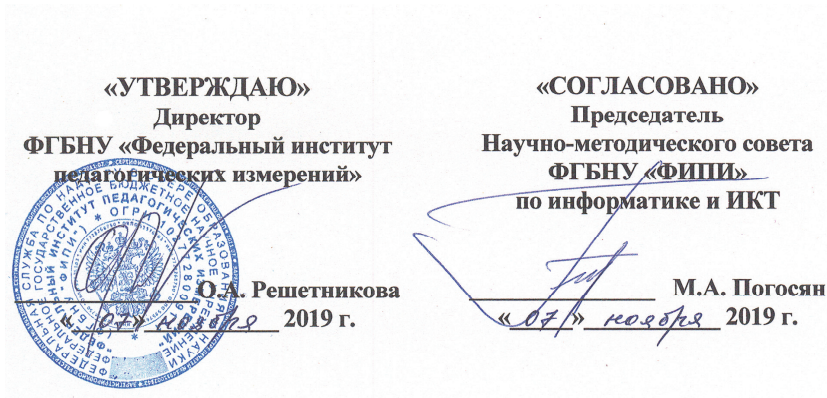 «УТВЕРЖДАЮ»
Директор
ФГБНУ «Федеральный институт
педагогических измерений»
О.А. Решетникова
«07» ноября 2019 г.
«СОГЛАСОВАНО»
Председатель
Научно-методического совета
ФГБНУ «ФИПИ»
по информатике и ИКТ
М.А. Погосян
«07» ноября 2019 г.